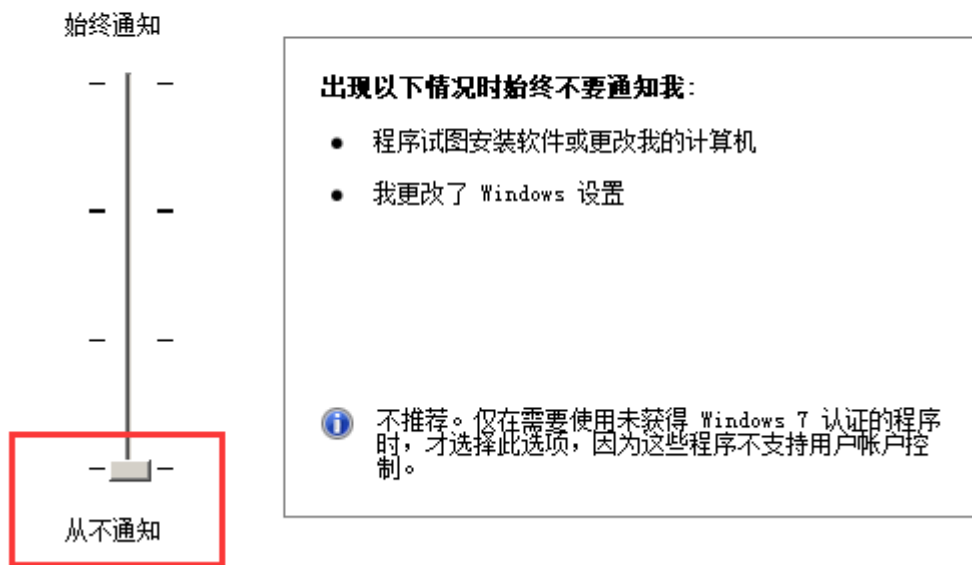 始终通知
出现以下情况时始终不要通知我:
● 程序试图安装软件或更改我的计算机
● 我更改了 Windows 设置
不推荐。仅在需要使用未获得 Windows 7 认证的程序
时，才选择此选项，因为这些程序不支持用户帐户控
制。
从不通知